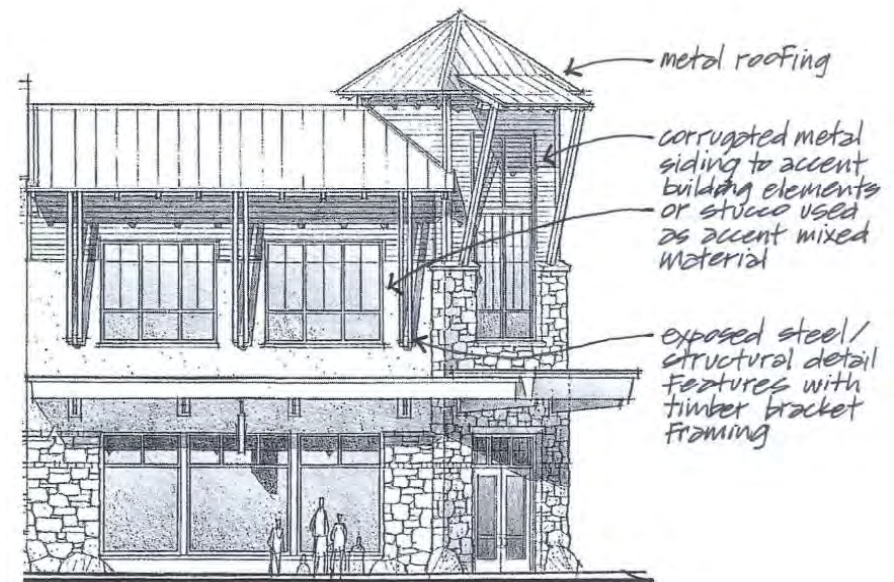 metal roofing
corrugated metal
siding to accent
building elements
or stucco used
as accent mixed
material
exposed steel/
structural detail
features with
timber bracket
framing